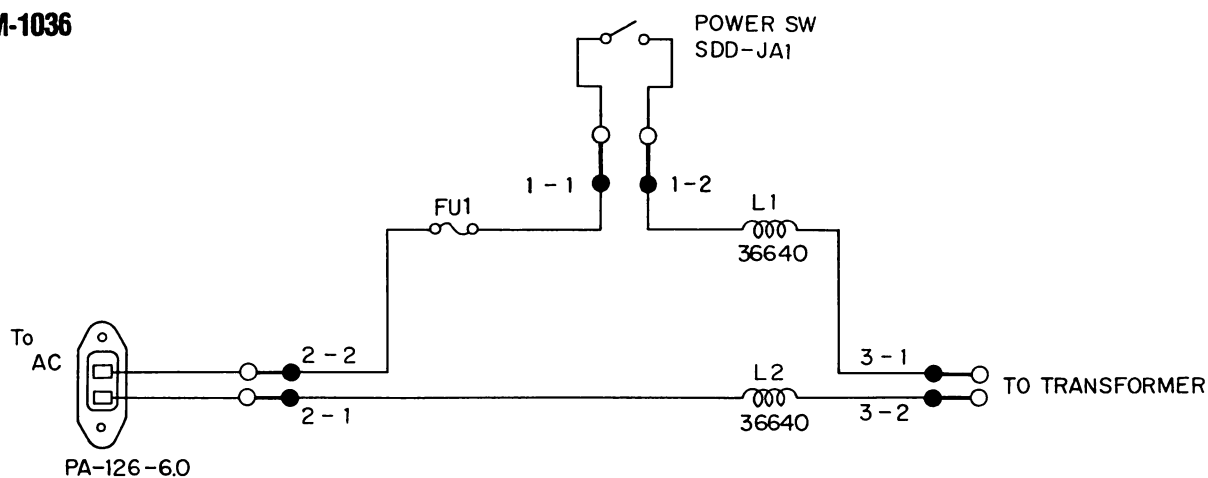 M-1036
POWER SW
SDD-JA1
1-1
1-2
FU1
L1
36640
To
AC
2-2
2-1
L2
36640
3-1
3-2
TO TRANSFORMER
PA-126-6.0